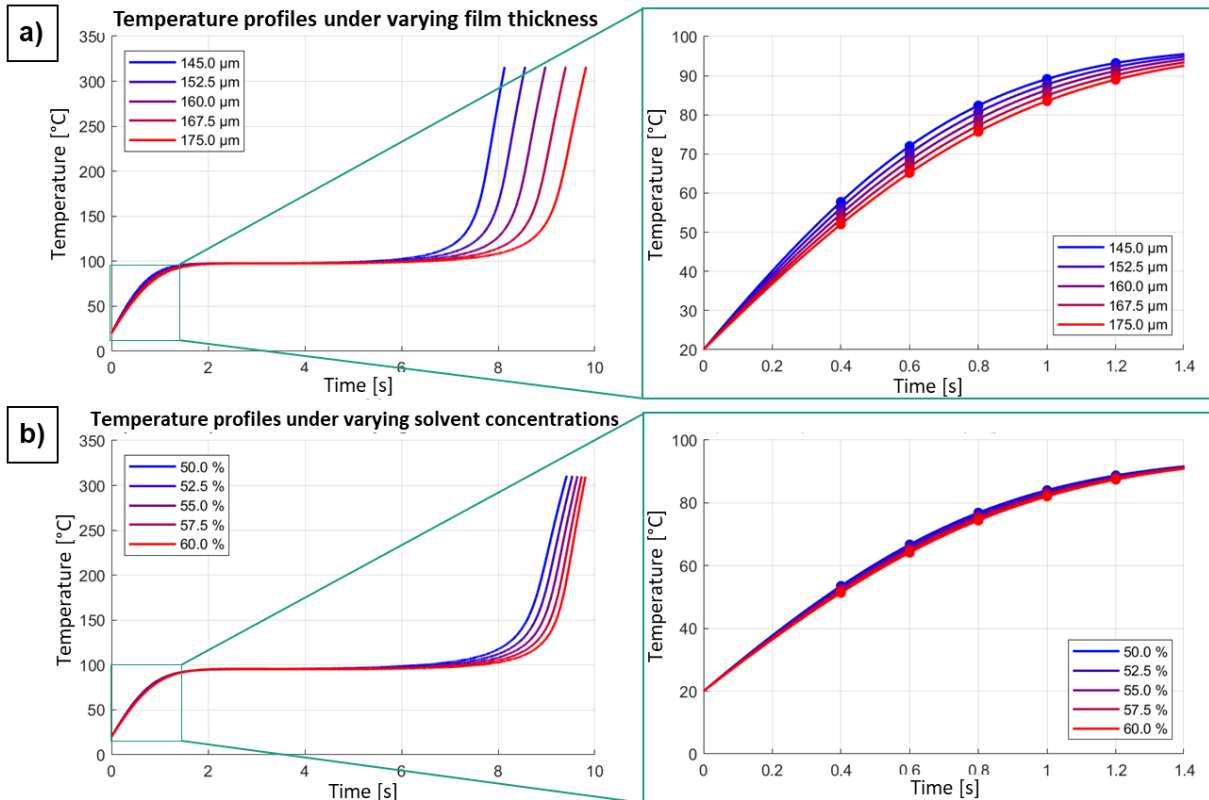 a)
Temperature profiles under varying film thickness
Temperature [°C]
350
300
250
200
150
100
50
0
145.0 µm
152.5 µm
160.0 µm
167.5 µm
175.0 µm
0 2 4 6 8 10
Time [s]
Temperature [°C]
100
90
80
70
60
50
40
30
20
145.0 µm
152.5 µm
160.0 µm
167.5 µm
175.0 µm
0 0.2 0.4 0.6 0.8 1 1.2 1.4
Time [s]
b)
Temperature profiles under varying solvent concentrations
Temperature [°C]
350
300
250
200
150
100
50
0
50.0 %
52.5 %
55.0 %
57.5 %
60.0 %
0 2 4 6 8 10
Time [s]
Temperature [°C]
100
80
60
40
20
0
50.0 %
52.5 %
55.0 %
57.5 %
60.0 %
0 0.2 0.4 0.6 0.8 1 1.2 1.4
Time [s]